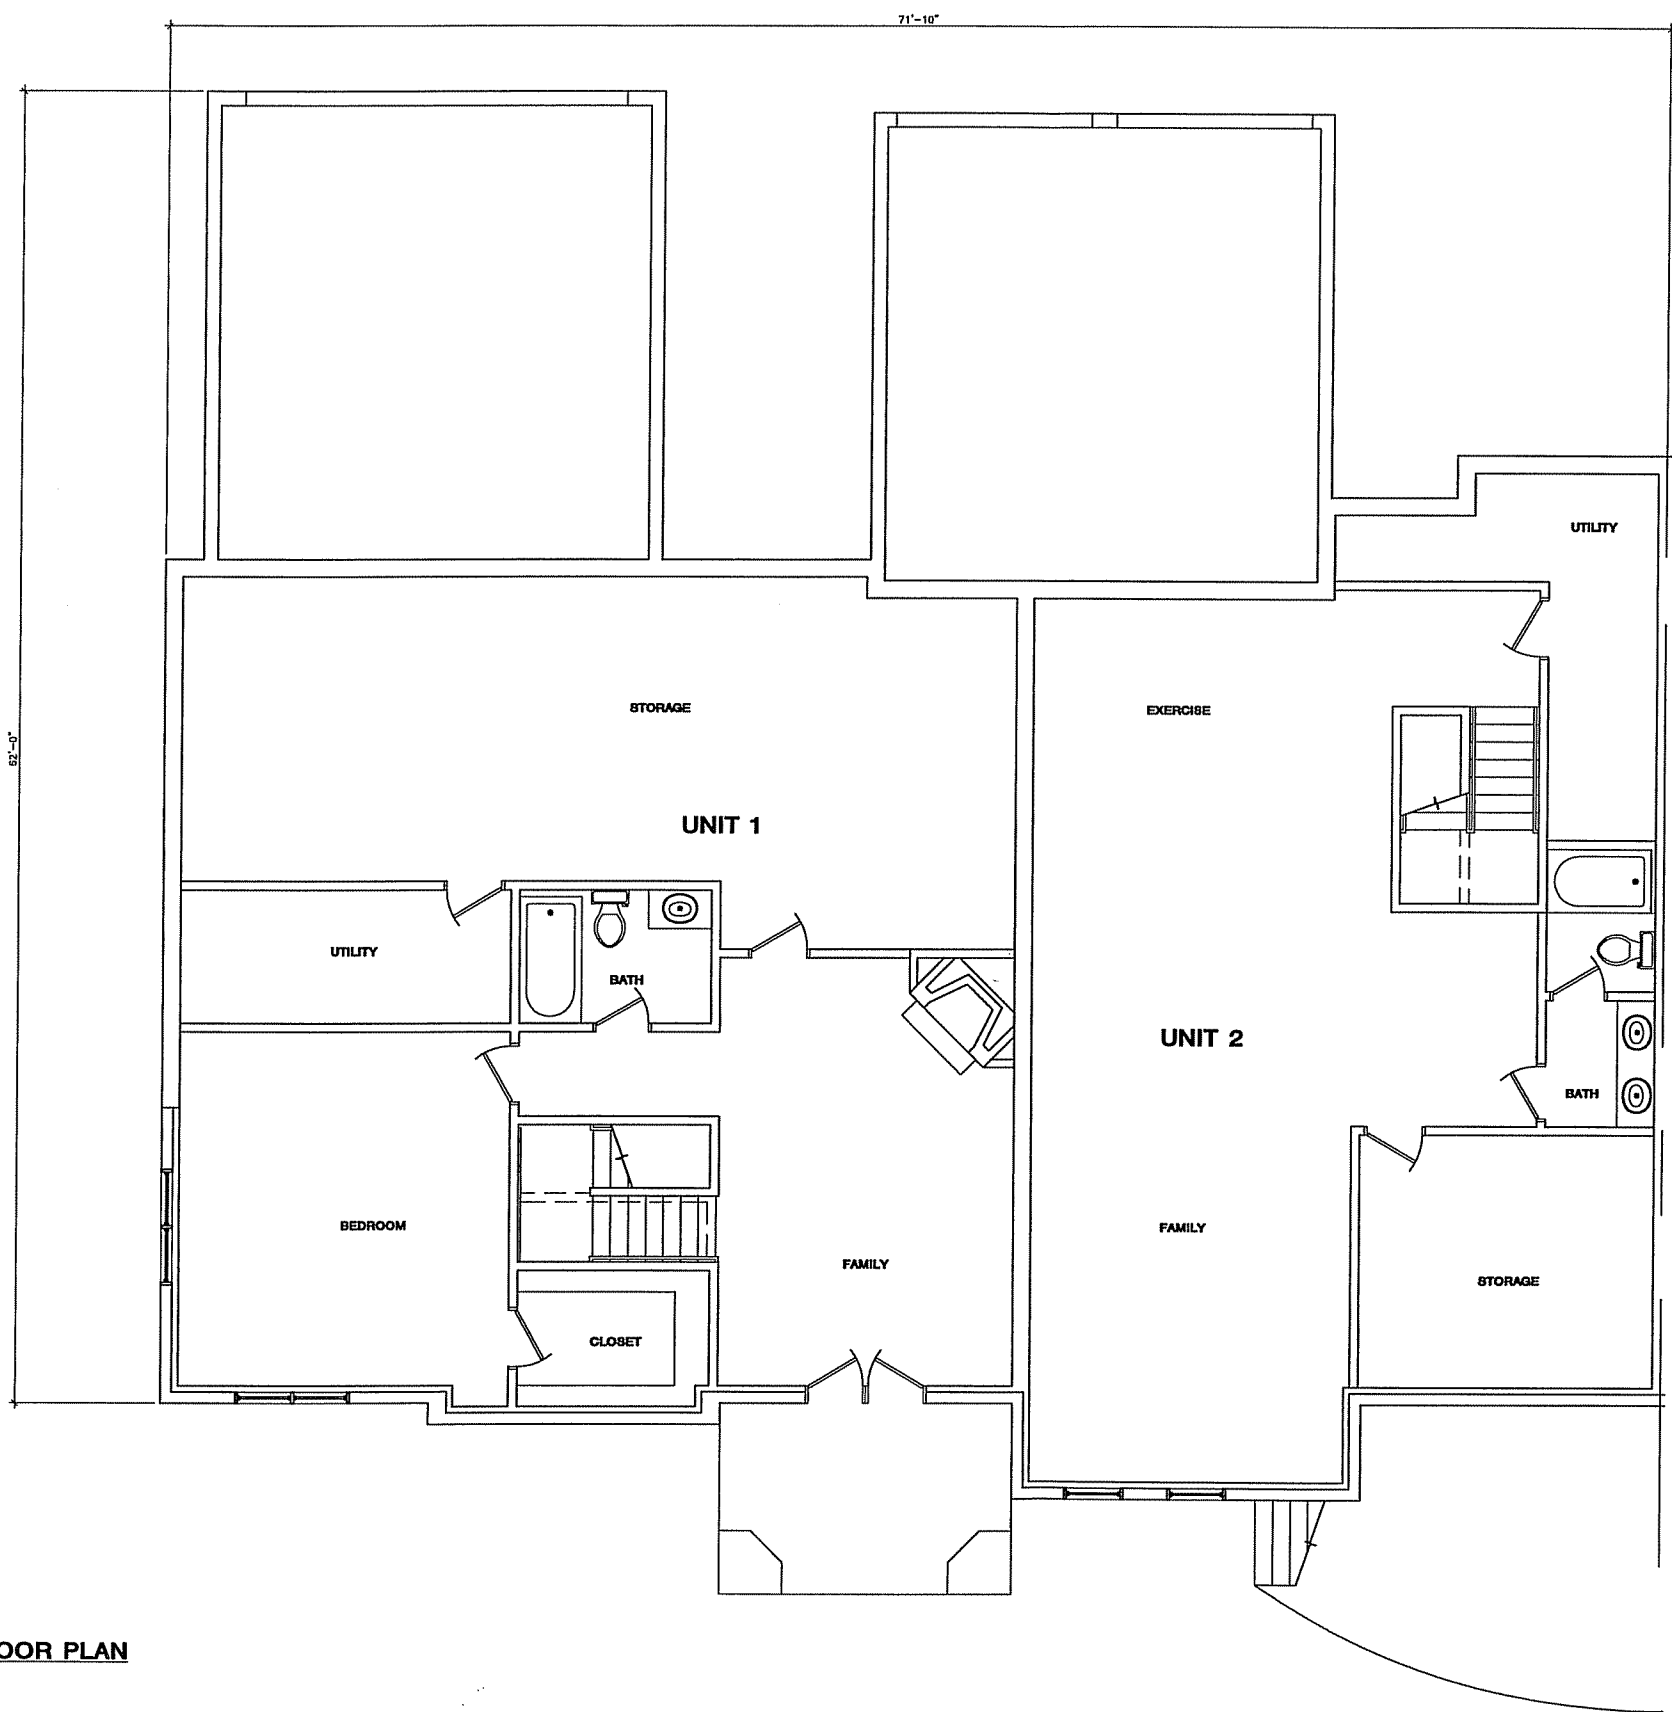 71'-10"
62'-0"
UTILITY
STORAGE
EXERCISE
UNIT 1
UTILITY
BATH
UNIT 2
BATH
BEDROOM
FAMILY
FAMILY
STORAGE
CLOSET
OOR PLAN